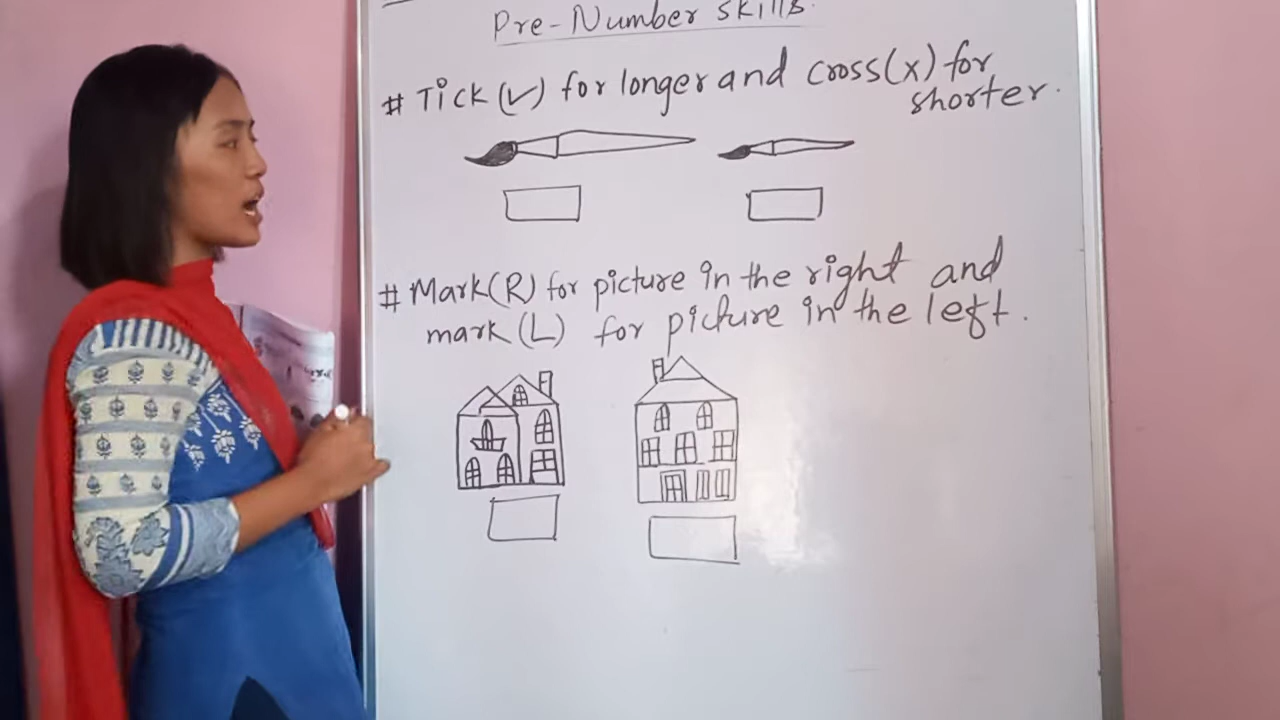 Pre-Number skills.
# Tick (✓) for longer and cross(x) for
shorter.
# Mark(R) for picture in the right and
mark (L) for picture in the left.